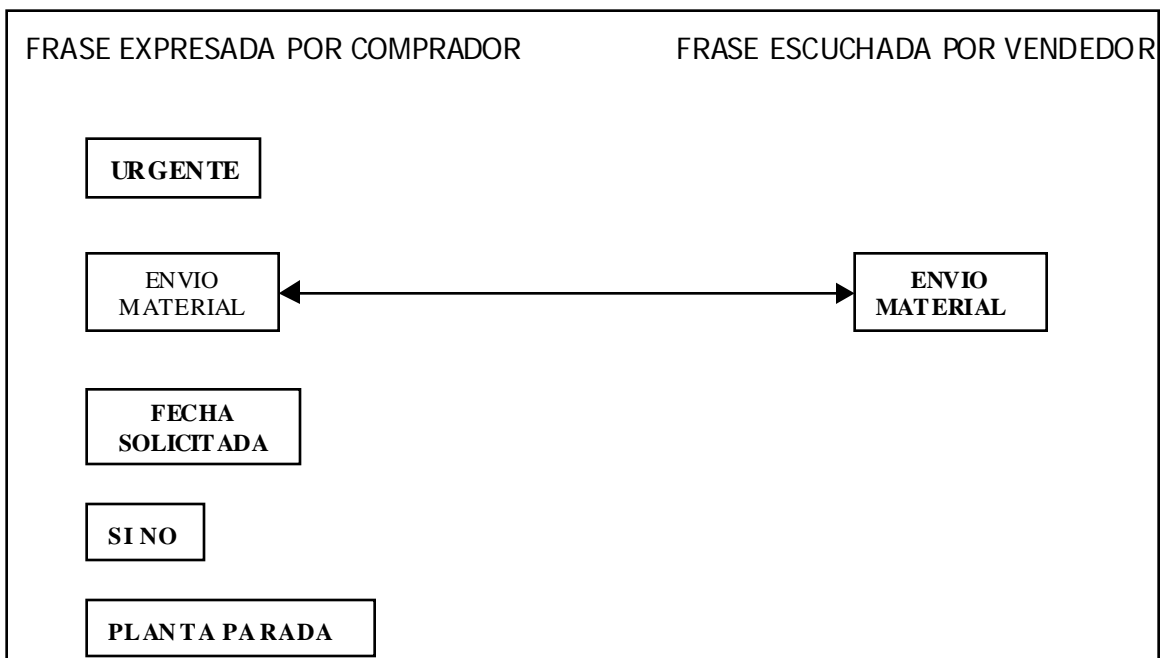 FRASE EXPRESADA POR COMPRADOR FRASE ESCUCHADA POR VENDEDOR
URGENTE
ENVIO
MATERIAL
ENVIO
MATERIAL
FECHA
SOLICITADA
SI NO
PLANTA PARADA